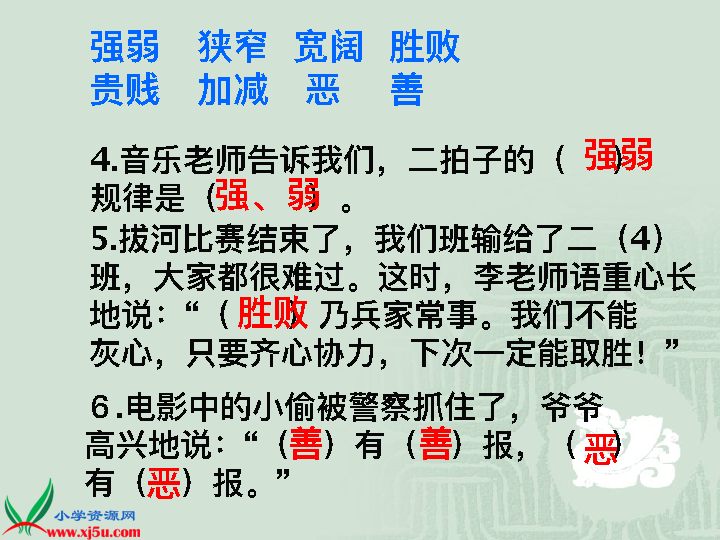 强弱 狭窄 宽阔 胜败
贵贱 加减 恶 善
4.音乐老师告诉我们，二拍子的（强弱）
规律是（强、弱）。
5.拔河比赛结束了，我们班输给了二（4）
班，大家都很难过。这时，李老师语重心长
地说：“（胜败）乃兵家常事。我们不能
灰心，只要齐心协力，下次一定能取胜！”
６.电影中的小偷被警察抓住了，爷爷
高兴地说：“（善）有（善）报，（恶）
有（恶）报。”
小学资源网
www.xj5u.com